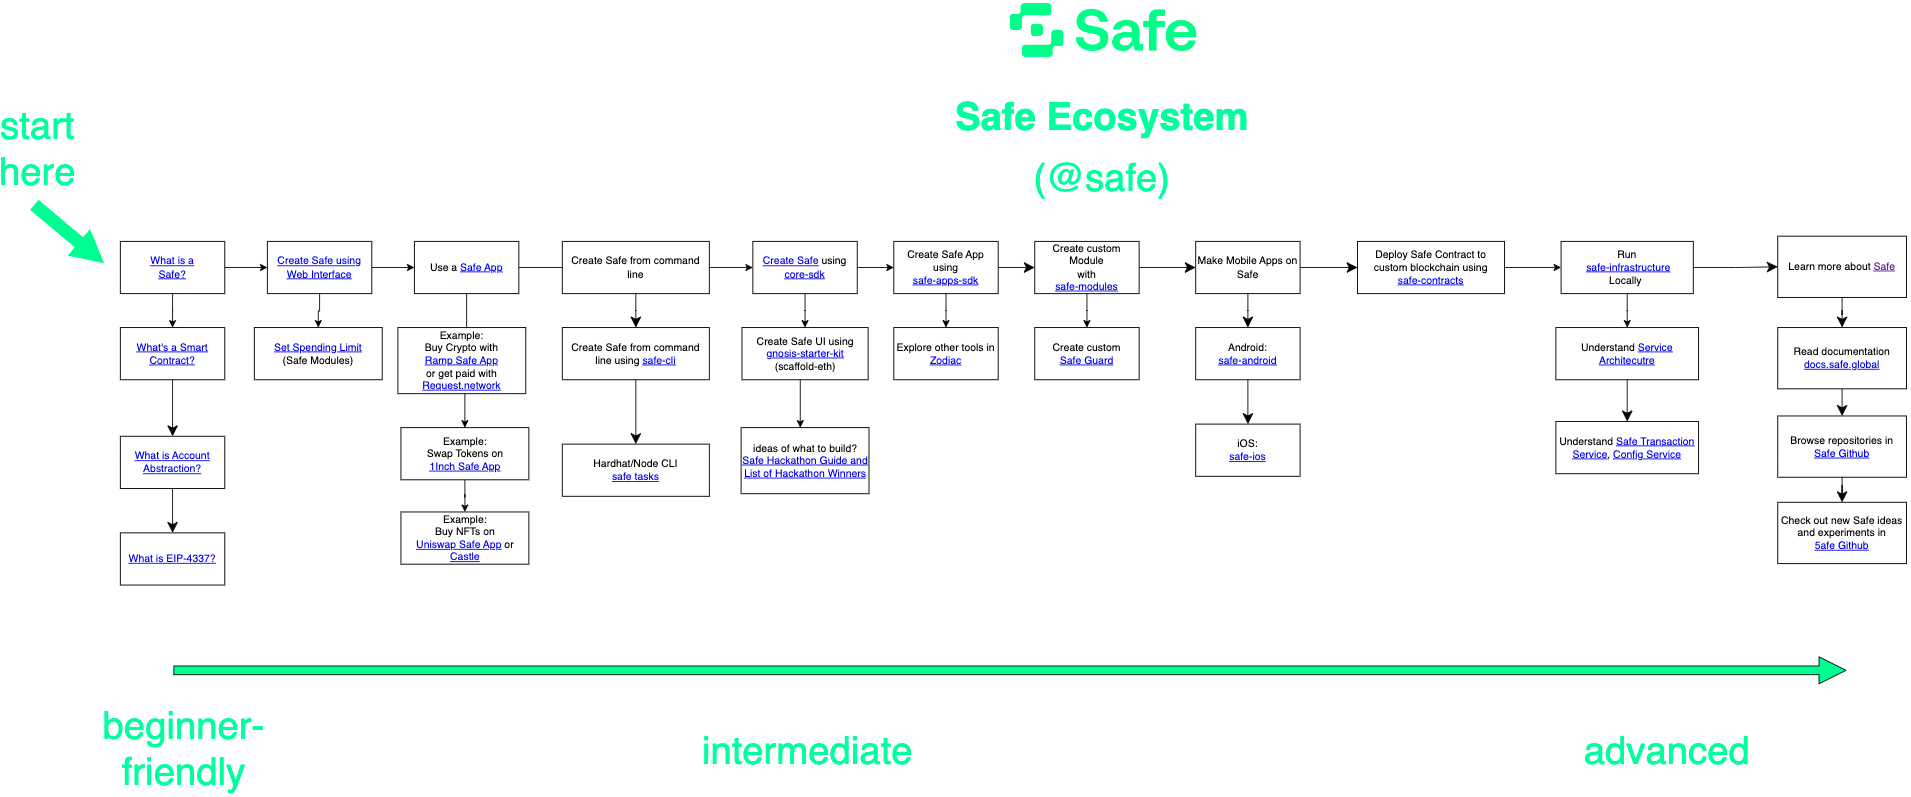 Safe
Safe Ecosystem
(@safe)
start
here
What is a
Safe?
What's a Smart
Contract?
What is Account
Abstraction?
What is EIP-4337?
Create Safe using
Web Interface
Set Spending Limit
(Safe Modules)
Use a Safe App
Example:
Buy Crypto with
Ramp Safe App
or get paid with
Request.network
Example:
Swap Tokens on
1Inch Safe App
Example:
Buy NFTs on
Uniswap Safe App or
Castle
Create Safe from command
line
Create Safe from command
line using safe-cli
Hardhat/Node CLI
safe tasks
Create Safe using
core-sdk
Create Safe UI using
gnosis-starter-kit
(scaffold-eth)
ideas of what to build?
Safe Hackathon Guide and
List of Hackathon Winners
Create Safe App
using
safe-apps-sdk
Explore other tools in
Zodiac
Create custom
Module
with
safe-modules
Create custom
Safe Guard
Make Mobile Apps on
Safe
Android:
safe-android
iOS:
safe-ios
Deploy Safe Contract to
custom blockchain using
safe-contracts
Run
safe-infrastructure
Locally
Understand Service
Architecutre
Understand Safe Transaction
Service, Config Service
Learn more about Safe
Read documentation
docs.safe.global
Browse repositories in
Safe Github
Check out new Safe ideas
and experiments in
5afe Github
beginner-
friendly
intermediate
advanced